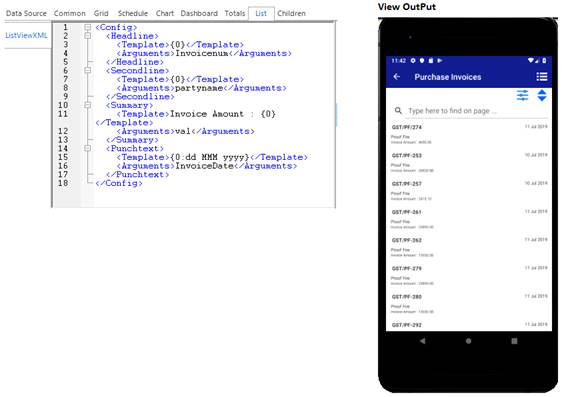 View OutPut
Data Source Common Grid Schedule Chart Dashboard Totals List Children
ListViewXML
1 <Config>
2 <Headline>
3 <Template>{0}</Template>
4 <Arguments>Invoicenum</Arguments>
5 </Headline>
6 <Secondline>
7 <Template>{0}</Template>
8 <Arguments>partyname</Arguments>
9 </Secondline>
10 <Summary>
11 <Template>Invoice Amount : {0}
</Template>
12 <Arguments>val</Arguments>
13 </Summary>
14 <Punchtext>
15 <Template>{0:dd MMM yyyy}</Template>
16 <Arguments>InvoiceDate</Arguments>
17 </Punchtext>
18 </Config>
11:42
Purchase Invoices
Type here to find on page ...
GST/PF-274 11 Jul 2019
Proof Fire
Invoice Amount :
GST/PF-253 10 Jul 2019
Proof Fire
Invoice Amount :
GST/PF-257 10 Jul 2019
Proof Fire
Invoice Amount :
GST/PF-261 11 Jul 2019
Proof Fire
Invoice Amount :
GST/PF-262 11 Jul 2019
Proof Fire
Invoice Amount :
GST/PF-279 11 Jul 2019
Proof Fire
Invoice Amount :
GST/PF-280 11 Jul 2019
Proof Fire
Invoice Amount :
GST/PF-292 11 Jul 2019